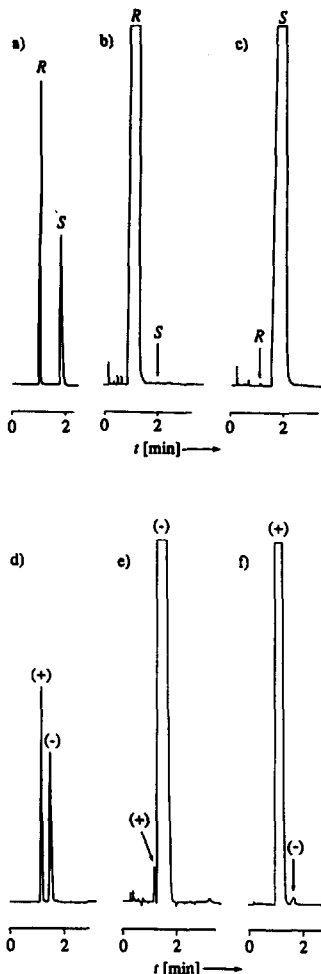 a) b) c)
R R S
S S R
0 2 0 2 0 2
t [min]
d) e) f)
(-) (+)
(+) (-) (+) (-)
0 2 0 2 0 2
t [min]